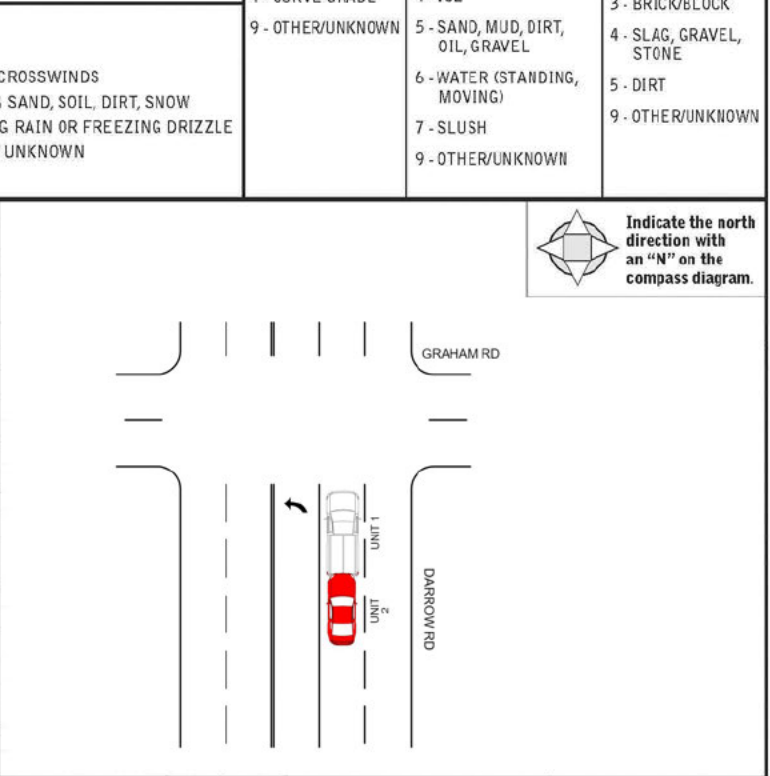 9 - OTHER/UNKNOWN
5 - SAND, MUD, DIRT,
OIL, GRAVEL
6 - WATER (STANDING,
MOVING)
7 - SLUSH
9 - OTHER/UNKNOWN
3 - BRICK/BLOCK
4 - SLAG, GRAVEL,
STONE
5 - DIRT
9 - OTHER/UNKNOWN
CROSSWINDS
SAND, SOIL, DIRT, SNOW
G RAIN OR FREEZING DRIZZLE
UNKNOWN
Indicate the north
direction with
an “N” on the
compass diagram.
GRAHAM RD
UNIT 1
UNIT
2
DARROW RD